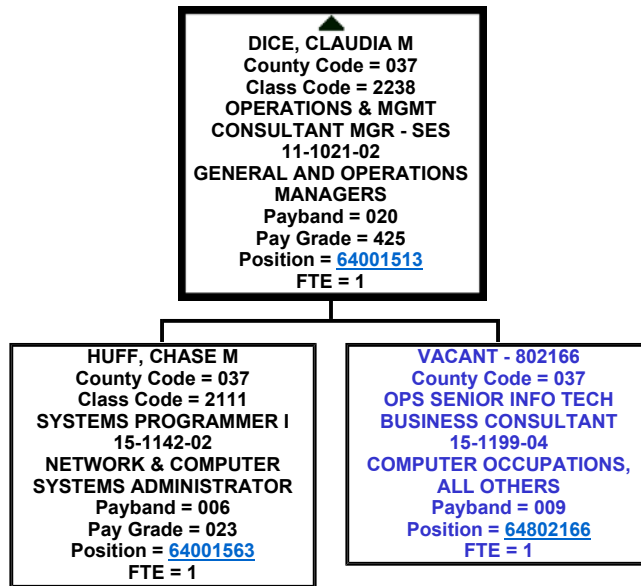 DICE, CLAUDIA M
County Code = 037
Class Code = 2238
OPERATIONS & MGMT
CONSULTANT MGR - SES
11-1021-02
GENERAL AND OPERATIONS
MANAGERS
Payband = 020
Pay Grade = 425
Position = 64001513
FTE = 1
HUFF, CHASE M
County Code = 037
Class Code = 2111
SYSTEMS PROGRAMMER I
15-1142-02
NETWORK & COMPUTER
SYSTEMS ADMINISTRATOR
Payband = 006
Pay Grade = 023
Position = 64001563
FTE = 1
VACANT - 802166
County Code = 037
OPS SENIOR INFO TECH
BUSINESS CONSULTANT
15-1199-04
COMPUTER OCCUPATIONS,
ALL OTHERS
Payband = 009
Position = 64802166
FTE = 1